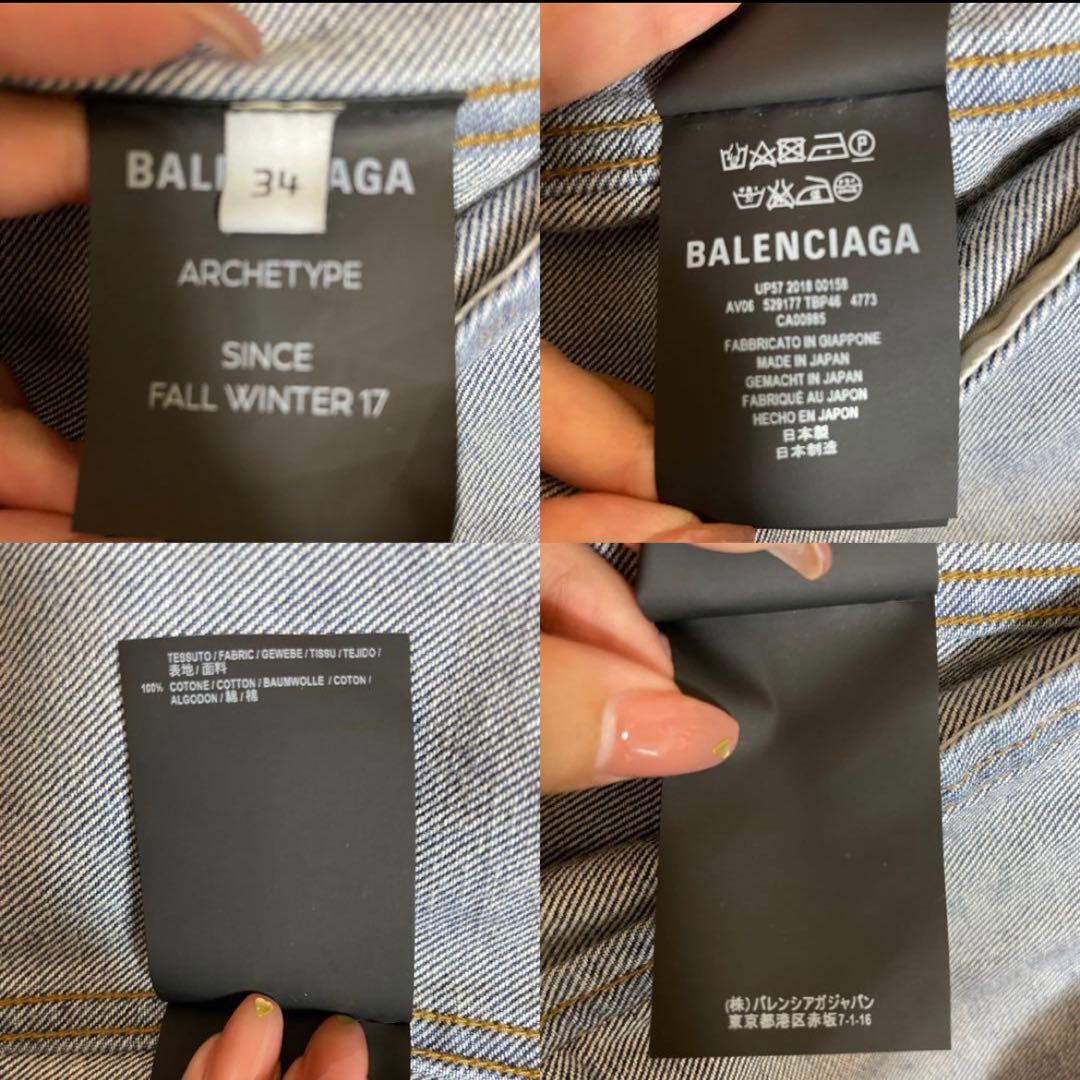 BAL AGA
34
ARCHETYPE
SINCE
FALL WINTER 17
P
BALENCIAGA
UP57 2018 00158
AV06 529177 TBP46 4773
CA00985
FABBRICATO IN GIAPPONE
MADE IN JAPAN
GEMACHT IN JAPAN
FABRIQUÉ AU JAPON
HECHO EN JAPON
日本製
日本制造
TESSUTO / FABRIC / GEWEBE / TISSU / TEJIDO /
表地 / 面料
100% COTONE / COTTON / BAUMWOLLE / COTON /
ALGODON / 綿 / 棉
(株)バレンシアガジャパン
東京都港区赤坂7-1-16